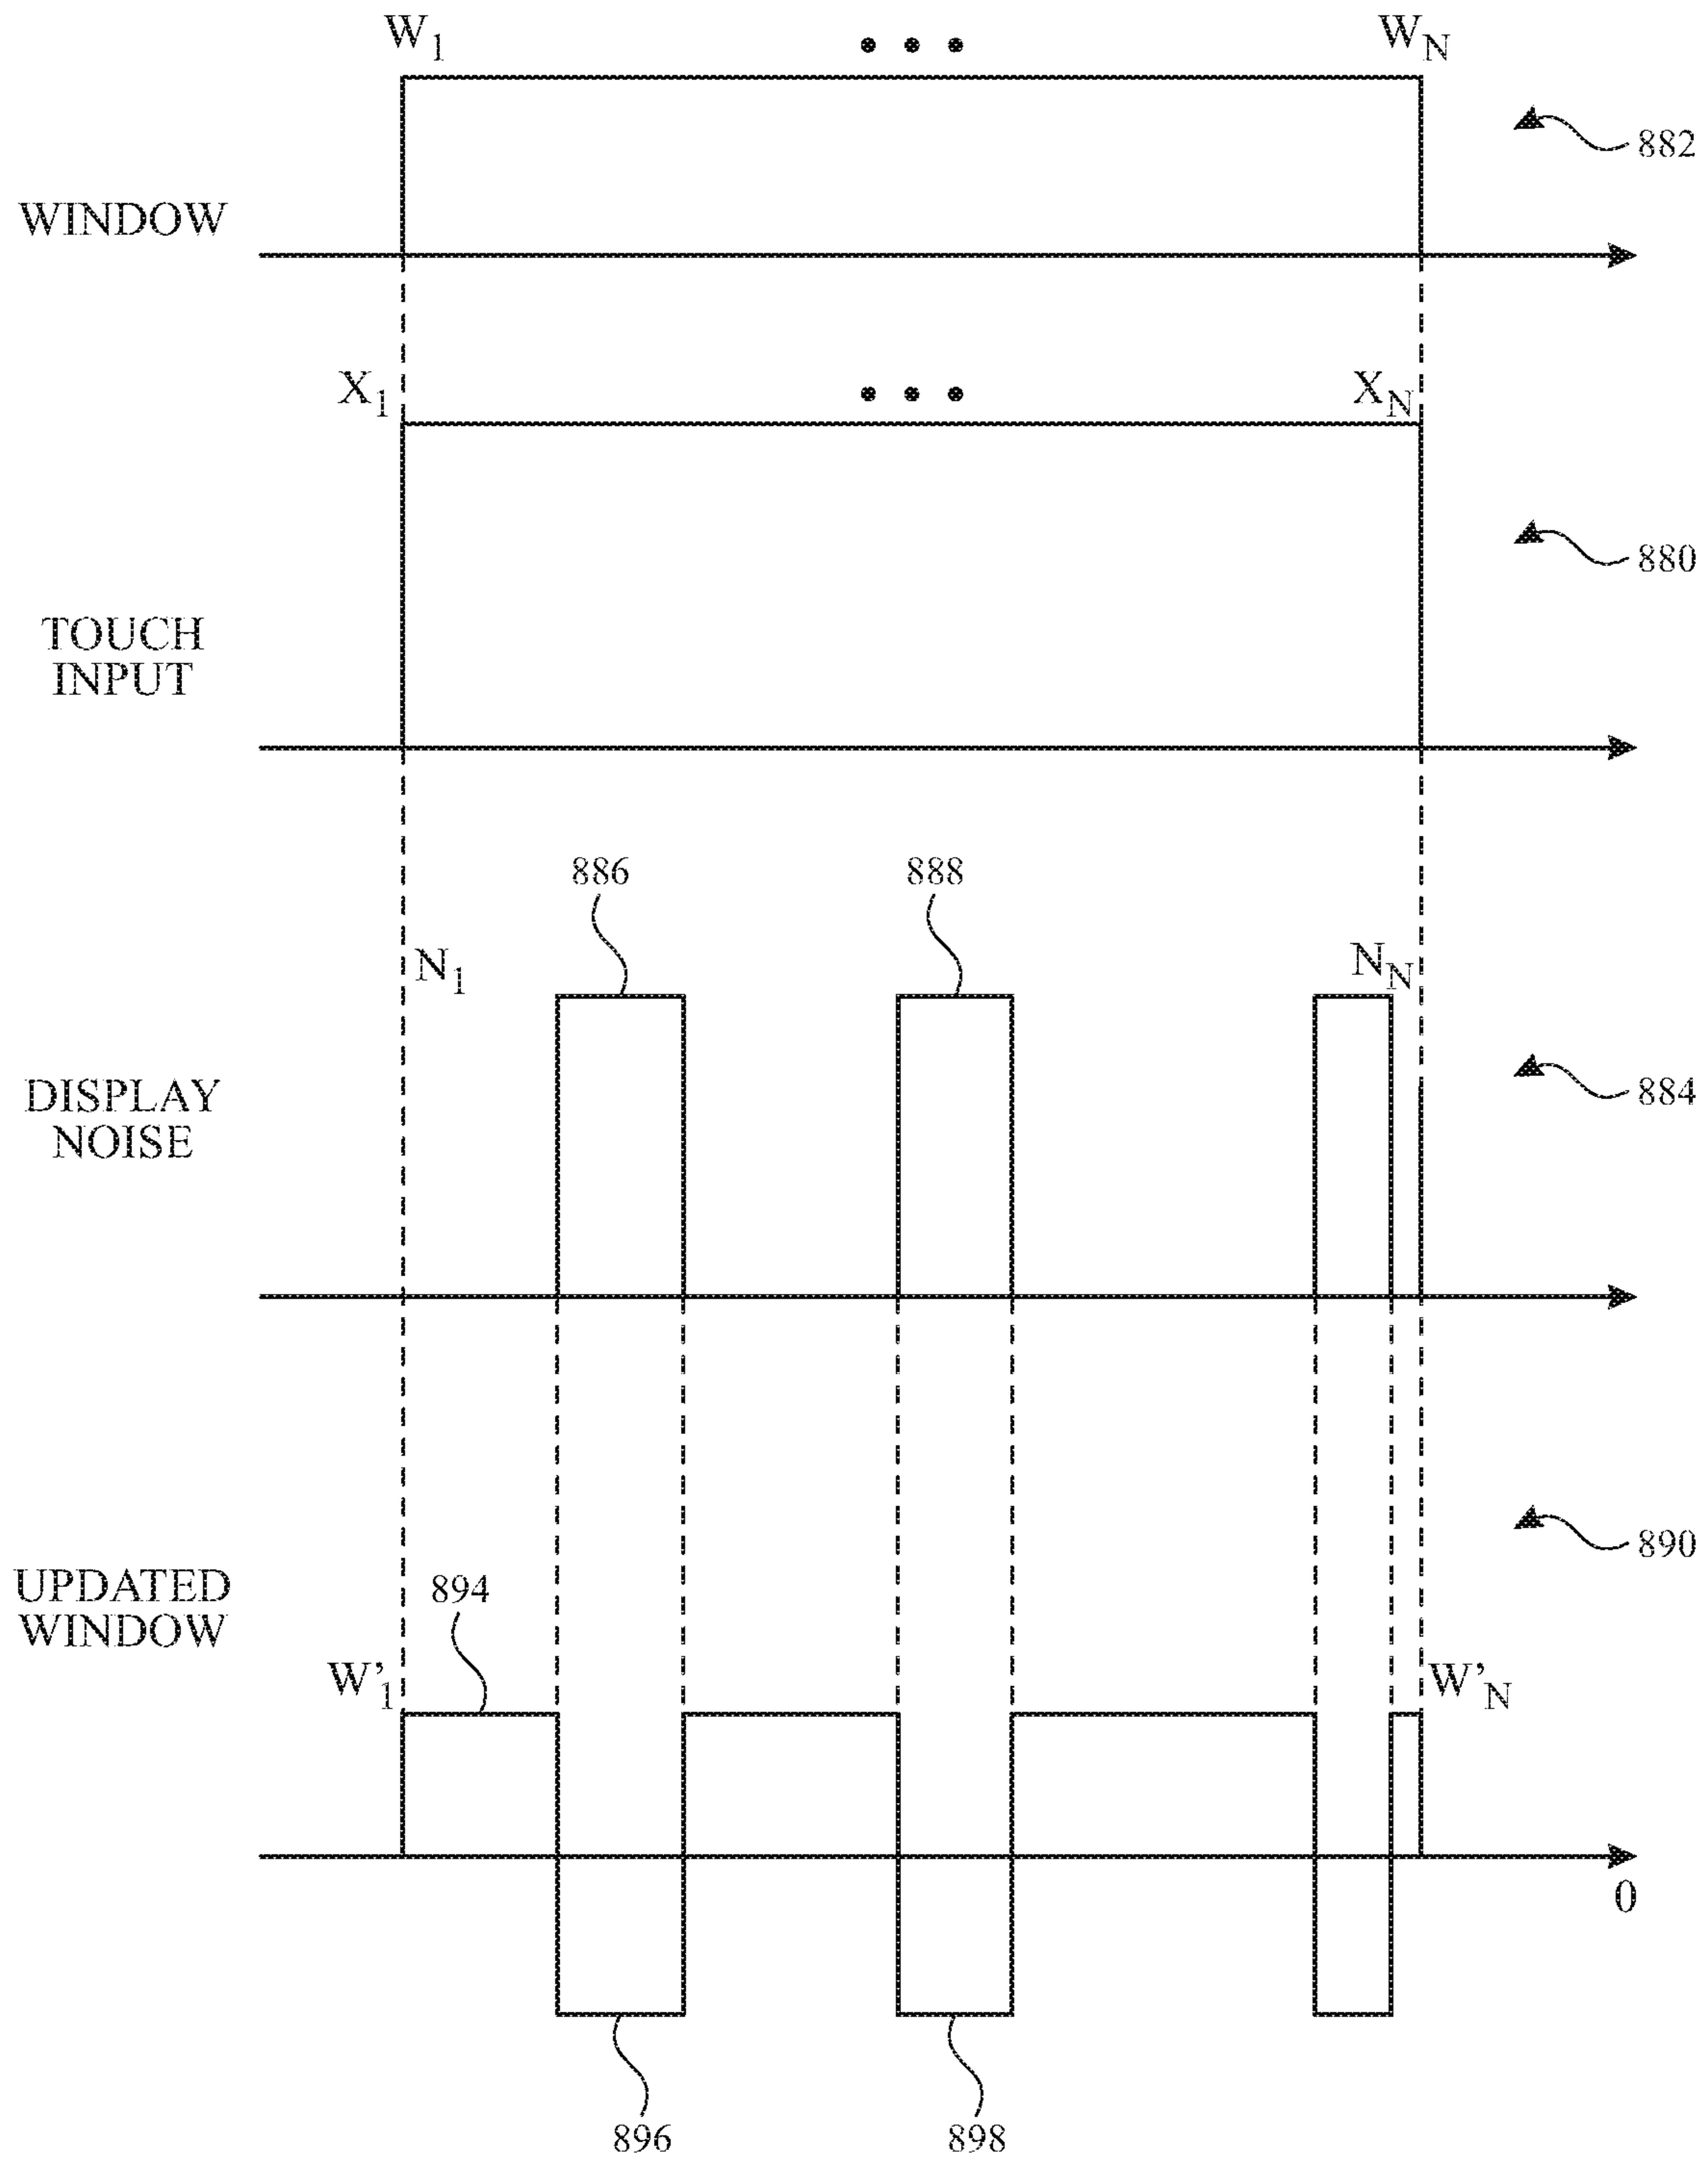 W1 • • • WN
882
WINDOW
X1 • • • XN
880
TOUCH
INPUT
886 888
N1 NN
884
DISPLAY
NOISE
890
UPDATED
WINDOW
894
W'1 W'N
0
896 898